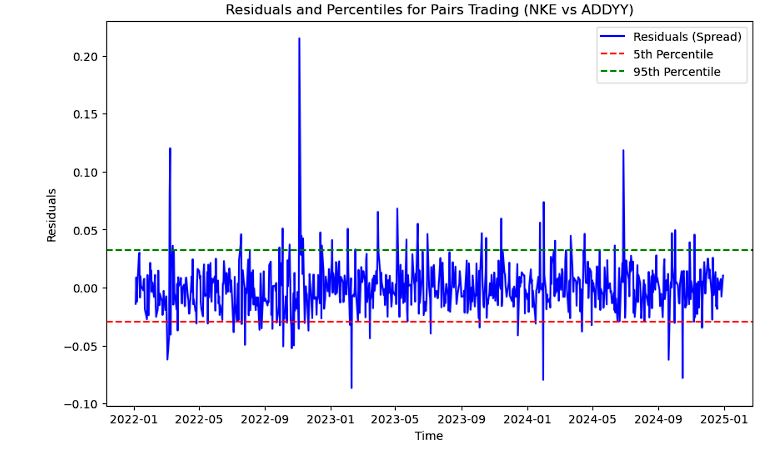 Residuals and Percentiles for Pairs Trading (NKE vs ADDYY)
Residuals (Spread)
5th Percentile
95th Percentile
0.20
0.15
0.10
0.05
0.00
−0.05
−0.10
Residuals
2022-01 2022-05 2022-09 2023-01 2023-05 2023-09 2024-01 2024-05 2024-09 2025-01
Time